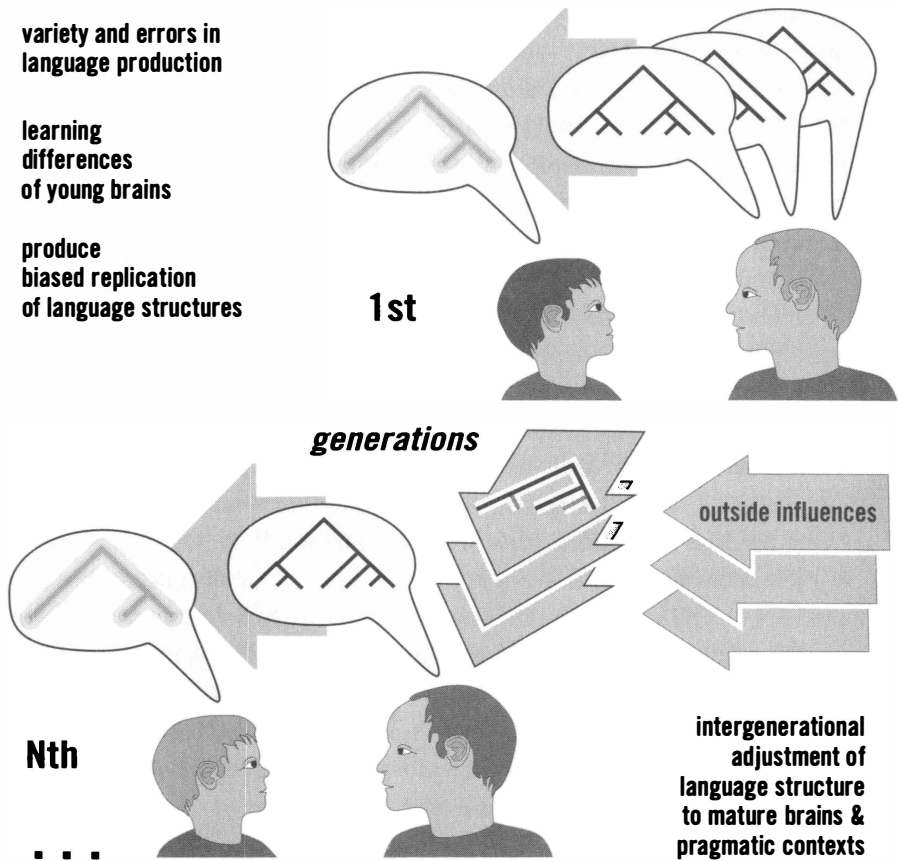 variety and errors in
language production
learning
differences
of young brains
produce
biased replication
of language structures
1st
generations
outside influences
Nth
intergenerational
adjustment of
language structure
to mature brains &
pragmatic contexts
. . .